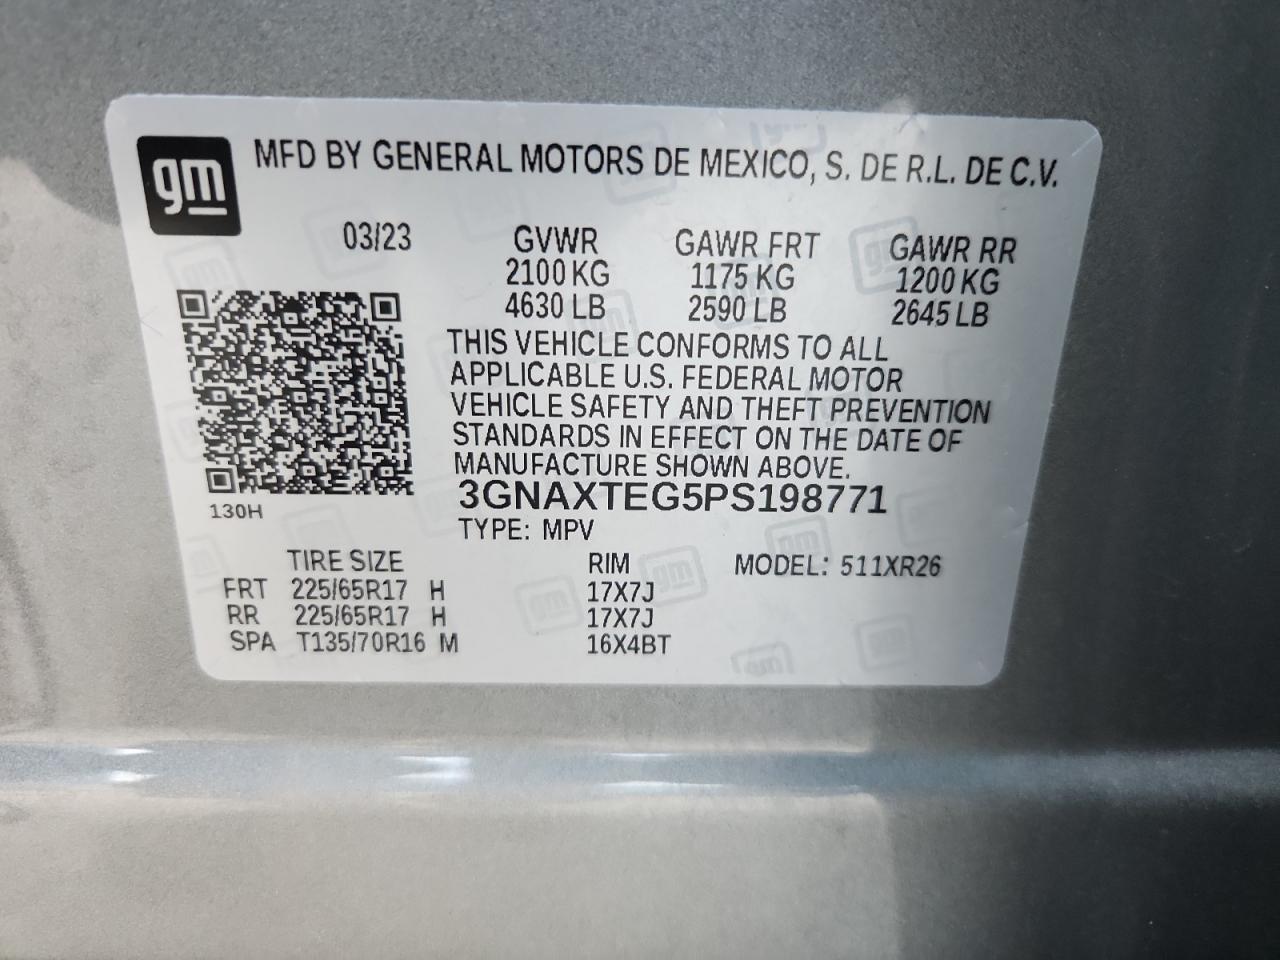 gm
MFD BY GENERAL MOTORS DE MEXICO, S. DE R.L. DE C.V.
03/23 GVWR GAWR FRT GAWR RR
2100 KG 1175 KG 1200 KG
4630 LB 2590 LB 2645 LB
THIS VEHICLE CONFORMS TO ALL
APPLICABLE U.S. FEDERAL MOTOR
VEHICLE SAFETY AND THEFT PREVENTION
STANDARDS IN EFFECT ON THE DATE OF
MANUFACTURE SHOWN ABOVE.
3GNAXTEG5PS198771
130H
TYPE: MPV
TIRE SIZE RIM MODEL: 511XR26
FRT 225/65R17 H 17X7J
RR 225/65R17 H 17X7J
SPA T135/70R16 M 16X4BT